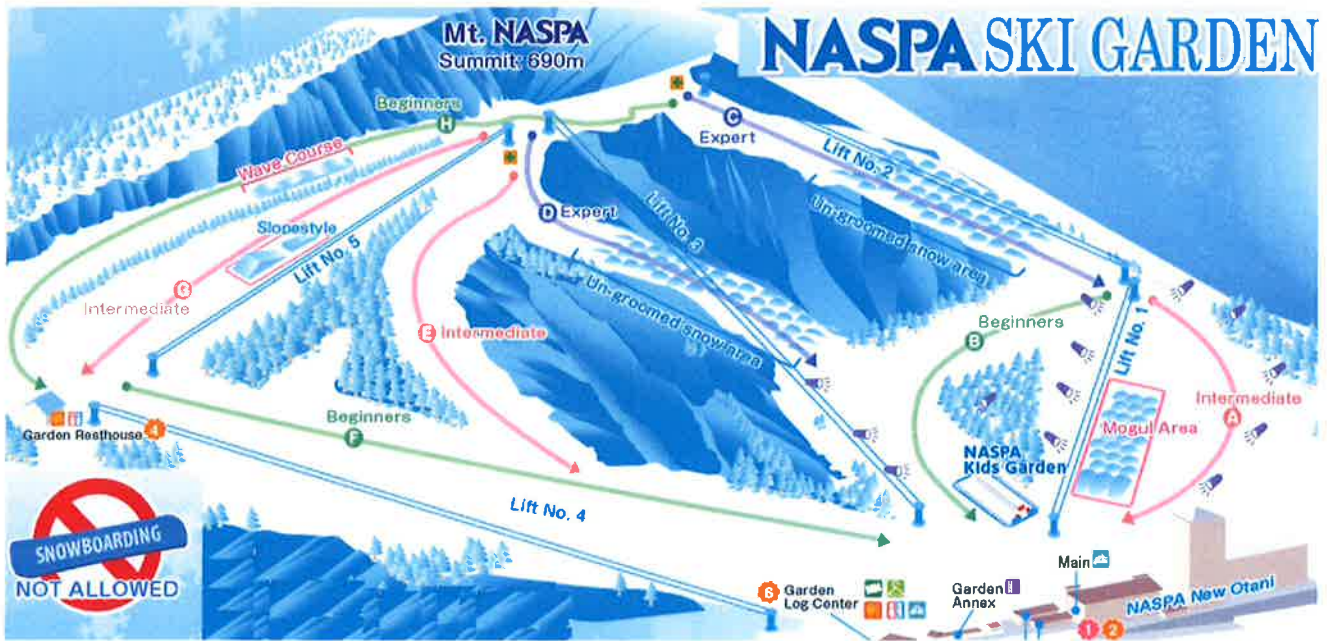 NASPA SKI GARDEN
Mt. NASPA
Summit: 690m
Beginners
H
Wave Course
C
Expert
Lift No. 2
Un-groomed snow area
D Expert
Lift No. 3
Un-groomed snow area
Slopestyle
Lift No. 5
G
Intermediate
E Intermediate
Beginners
B
Lift No. 1
Intermediate
A
Mogul Area
NASPA
Kids Garden
Beginners
F
Garden Resthouse 4
Lift No. 4
SNOWBOARDING
NOT ALLOWED
6 Garden
Log Center
Garden H
Annex
Main
NASPA New Otani
1 2